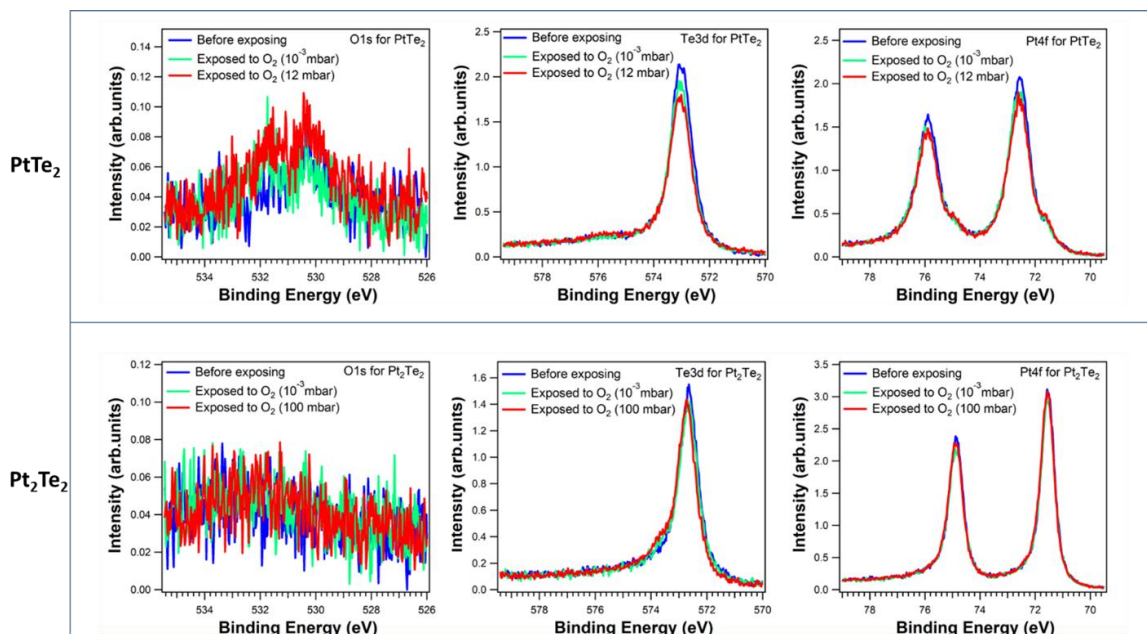 PtTe₂
O1s for PtTe₂
Before exposing
Exposed to O₂ (10⁻³mbar)
Exposed to O₂ (12 mbar)
Intensity (arb.units)
0.14
0.12
0.10
0.08
0.06
0.04
0.02
0.00
534 532 530 528 526
Binding Energy (eV)
Te3d for PtTe₂
Before exposing
Exposed to O₂ (10⁻³mbar)
Exposed to O₂ (12 mbar)
Intensity (arb.units)
2.5
2.0
1.5
1.0
0.5
0.0
578 576 574 572 570
Binding Energy (eV)
Pt4f for PtTe₂
Before exposing
Exposed to O₂ (10⁻³mbar)
Exposed to O₂ (12 mbar)
Intensity (arb.units)
2.5
2.0
1.5
1.0
0.5
0.0
78 76 74 72 70
Binding Energy (eV)
Pt₂Te₂
O1s for Pt₂Te₂
Before exposing
Exposed to O₂ (10⁻³mbar)
Exposed to O₂ (100 mbar)
Intensity (arb.units)
0.12
0.10
0.08
0.06
0.04
0.02
0.00
534 532 530 528 526
Binding Energy (eV)
Te3d for Pt₂Te₂
Before exposing
Exposed to O₂ (10⁻³mbar)
Exposed to O₂ (100 mbar)
Intensity (arb.units)
1.6
1.4
1.2
1.0
0.8
0.6
0.4
0.2
0.0
578 576 574 572 570
Binding Energy (eV)
Pt4f for Pt₂Te₂
Before exposing
Exposed to O₂ (10⁻³mbar)
Exposed to O₂ (100 mbar)
Intensity (arb.units)
3.5
3.0
2.5
2.0
1.5
1.0
0.5
0.0
78 76 74 72 70
Binding Energy (eV)